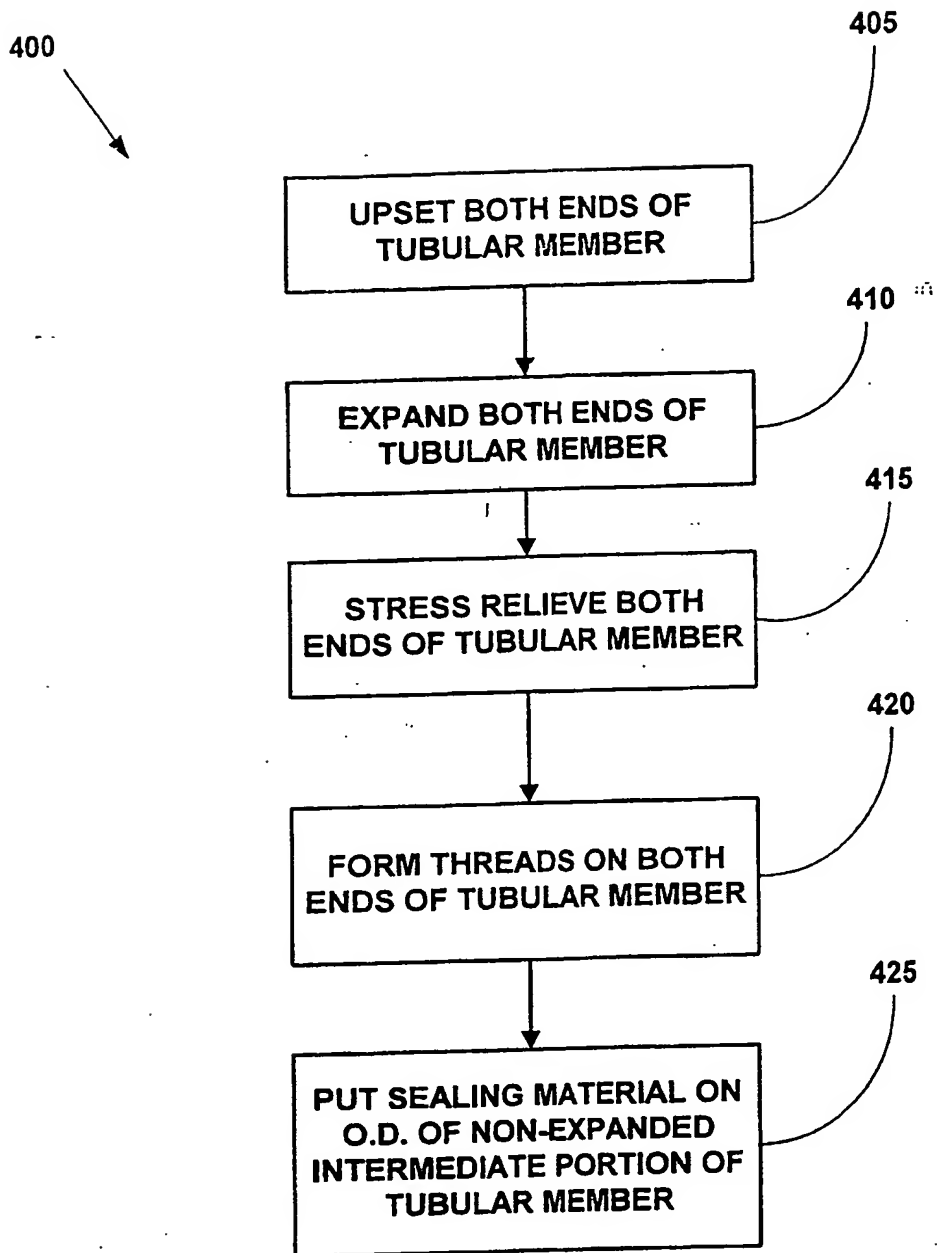 400
405
UPSET BOTH ENDS OF
TUBULAR MEMBER
410
EXPAND BOTH ENDS OF
TUBULAR MEMBER
415
STRESS RELIEVE BOTH
ENDS OF TUBULAR MEMBER
420
FORM THREADS ON BOTH
ENDS OF TUBULAR MEMBER
425
PUT SEALING MATERIAL ON
O.D. OF NON-EXPANDED
INTERMEDIATE PORTION OF
TUBULAR MEMBER